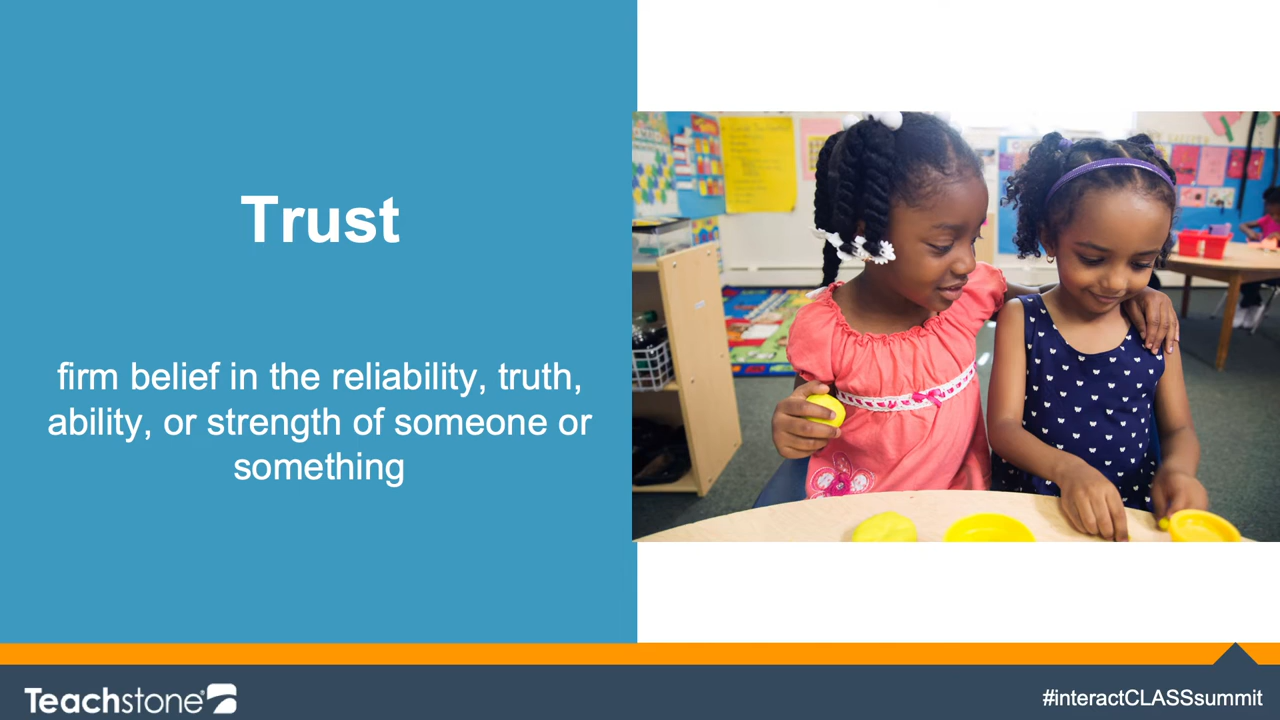 Trust
firm belief in the reliability, truth,
ability, or strength of someone or
something
Teachstone®
#interactCLASSsummit